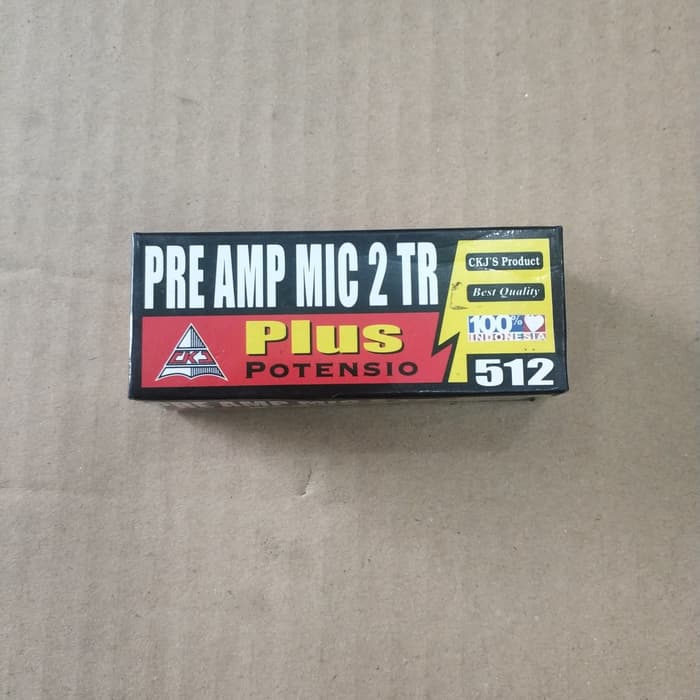 PRE AMP MIC 2 TR
CKJ'S Product
Best Quality
CKJ
Plus
POTENSIO
100%
INDONESIA
512